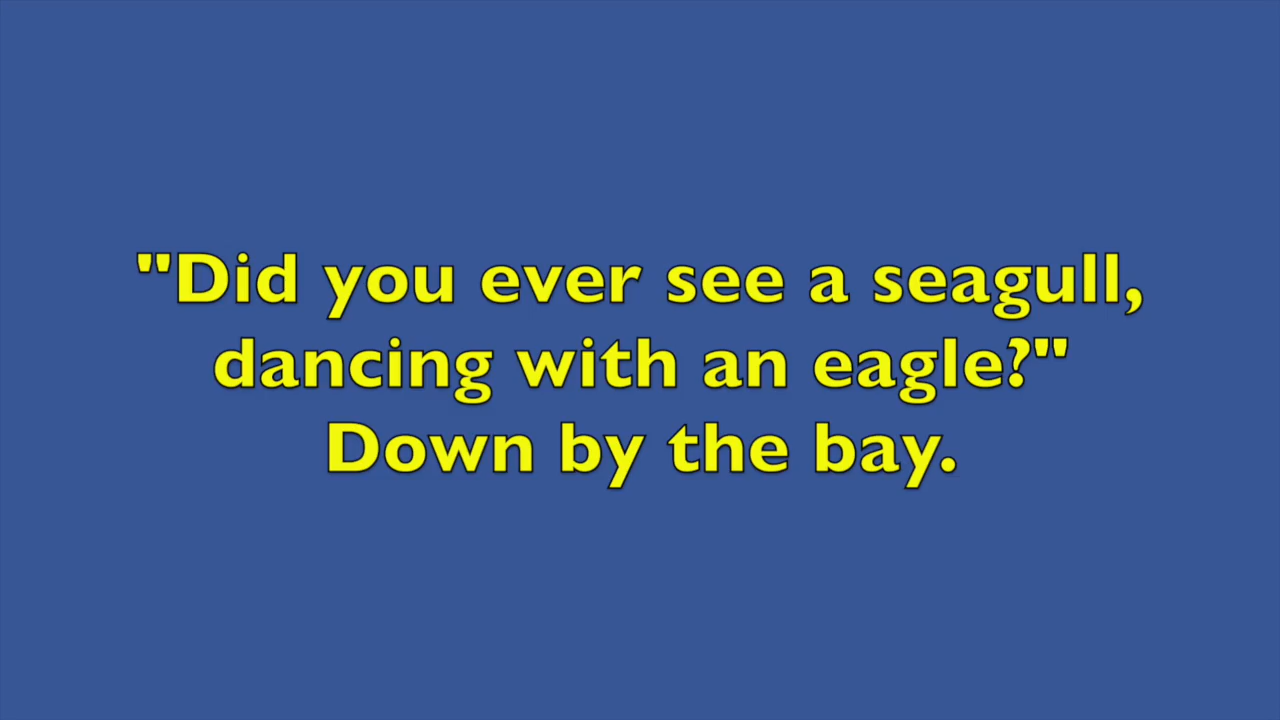 "Did you ever see a seagull,
dancing with an eagle?"
Down by the bay.